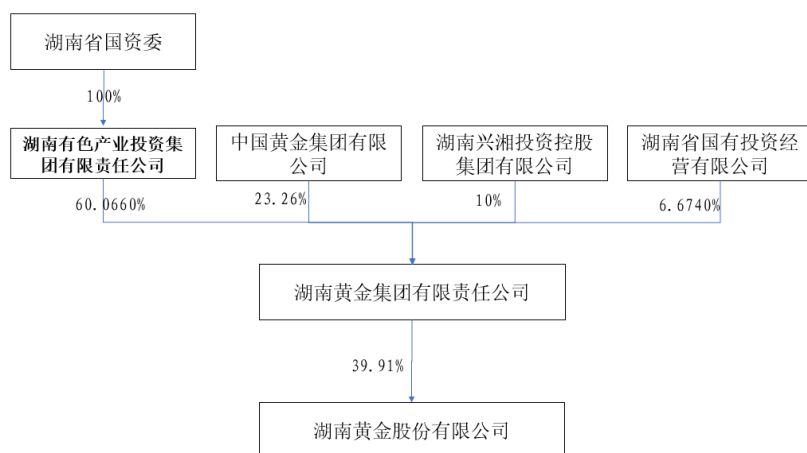 湖南省国资委
100%
湖南有色产业投资集
团有限责任公司
中国黄金集团有限
公司
湖南兴湘投资控股
集团有限公司
湖南省国有投资经
营有限公司
60.0660%
23.26%
10%
6.6740%
湖南黄金集团有限责任公司
39.91%
湖南黄金股份有限公司